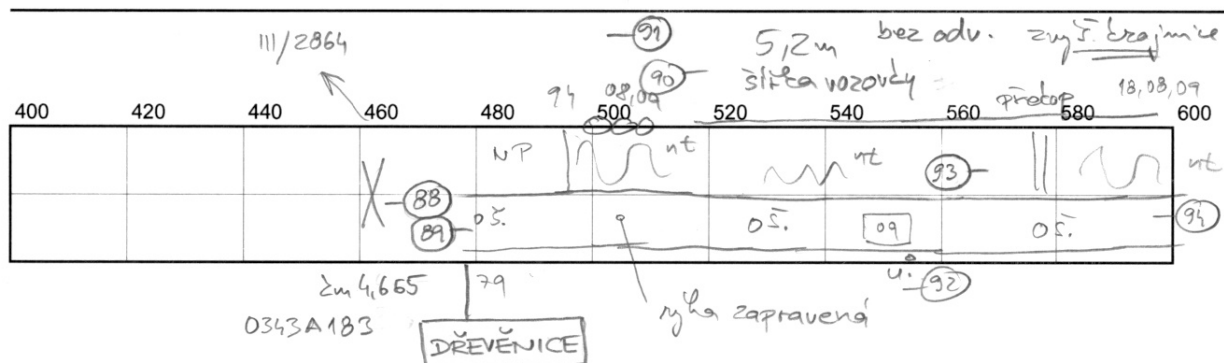 91
5,2m bez odv. zvýš. krajnice
III/2864
90 šířka vozovky
94 08,09 příkop 18,08,09
400 420 440 460 480 500 520 540 560 580 600
NP nt nt 93 nt
88
89 oš. oš. 09 oš. 94
u. 92
km 4,665 79
0343A183 rýha zapravená
DŘEVĚNICE